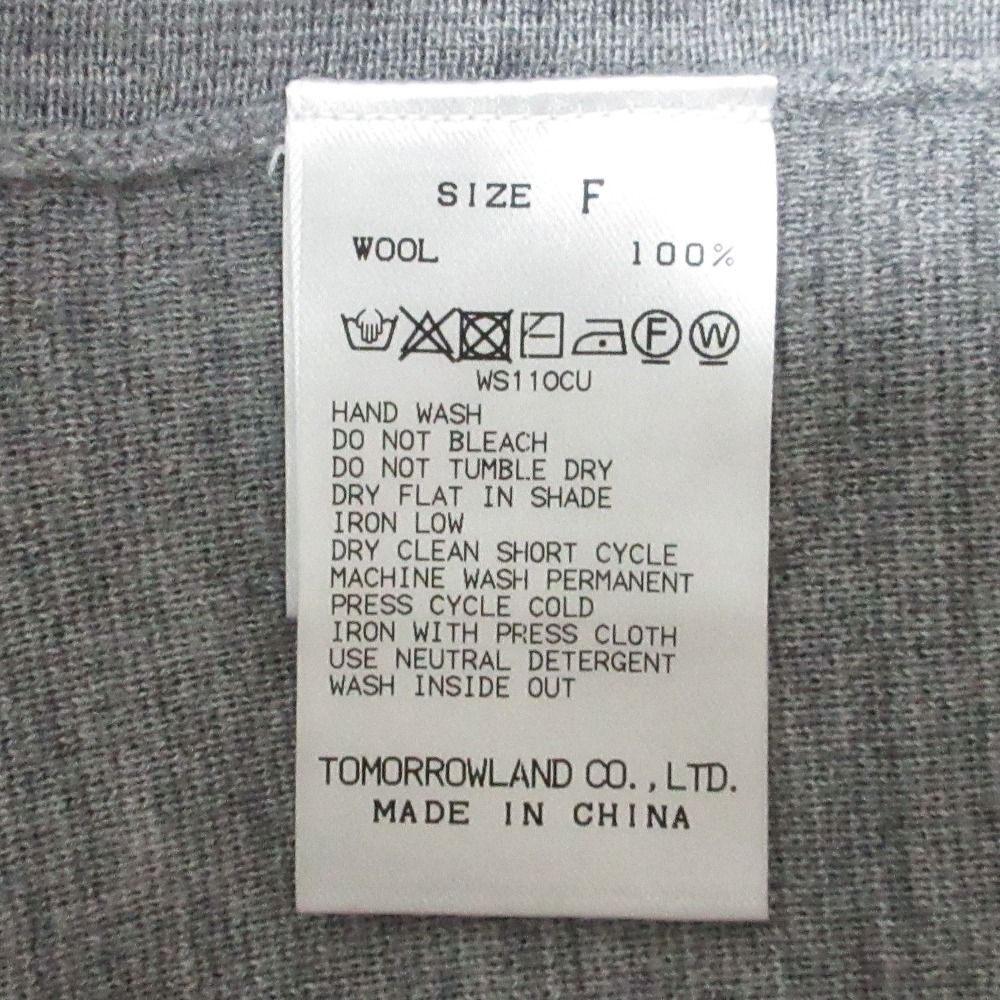 SIZE F
WOOL 100%
F W
WS110CU
HAND WASH
DO NOT BLEACH
DO NOT TUMBLE DRY
DRY FLAT IN SHADE
IRON LOW
DRY CLEAN SHORT CYCLE
MACHINE WASH PERMANENT
PRESS CYCLE COLD
IRON WITH PRESS CLOTH
USE NEUTRAL DETERGENT
WASH INSIDE OUT
TOMORROWLAND CO.,LTD.
MADE IN CHINA